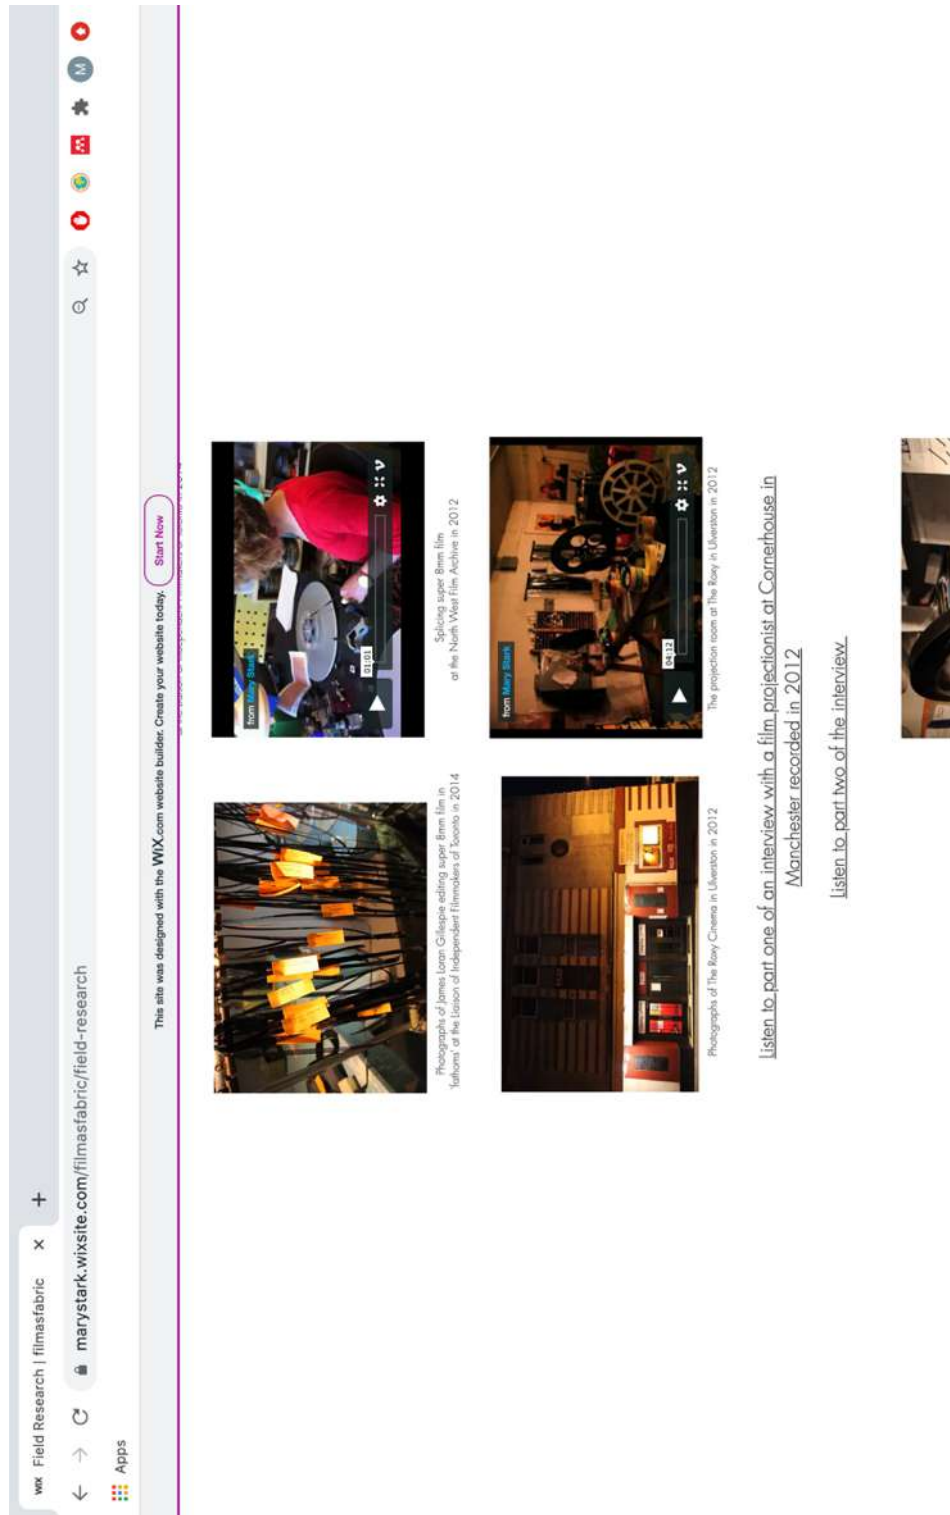 WiX Field Research | filmasfabric
marystark.wixsite.com/filmasfabric/field-research
M
Apps
This site was designed with the WiX.com website builder. Create your website today. Start Now
from Mary Stark
01:01
Photographs of James Loran Gillespie editing super 8mm film in
'fathoms' at the Liaison of Independent Filmmakers of Toronto in 2014
Splicing super 8mm film
at the North West Film Archive in 2012
from Mary Stark
04:12
Photographs of The Roxy Cinema in Ulverston in 2012
The projection room at The Roxy in Ulverston in 2012
Listen to part one of an interview with a film projectionist at Cornerhouse in
Manchester recorded in 2012
Listen to part two of the interview